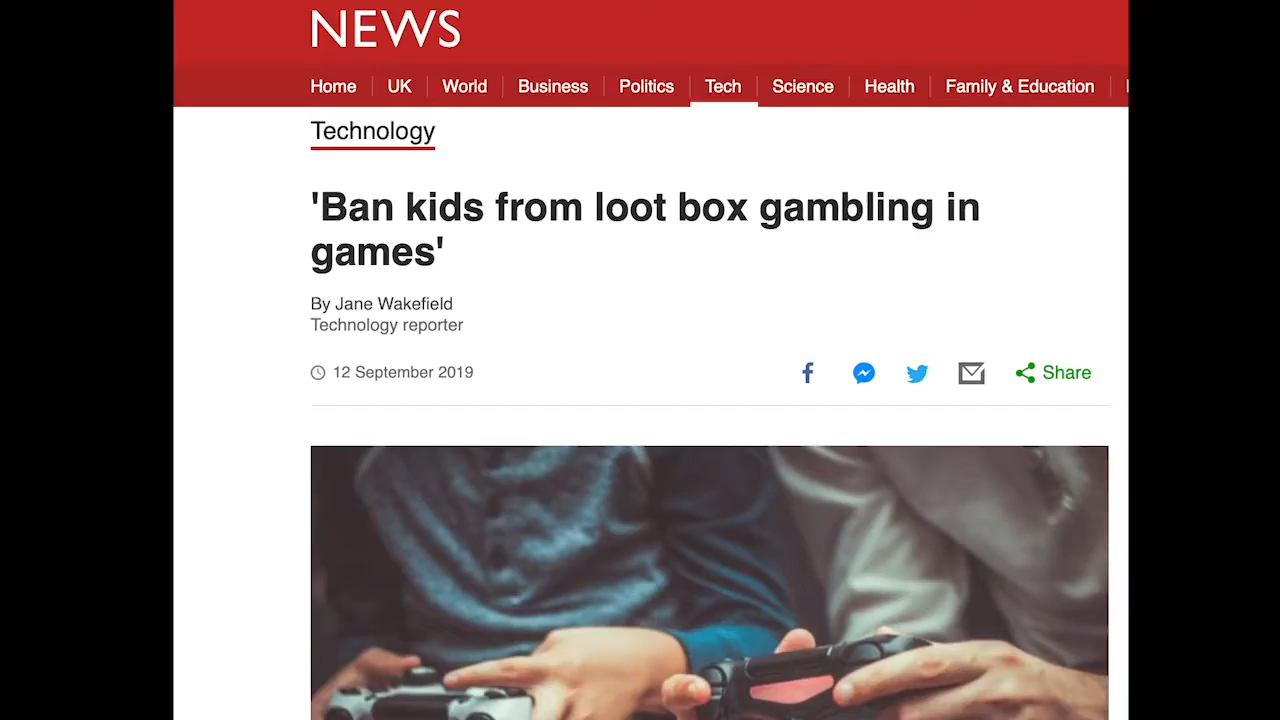 NEWS
Home UK World Business Politics Tech Science Health Family & Education
Technology
'Ban kids from loot box gambling in
games'
By Jane Wakefield
Technology reporter
12 September 2019
Share